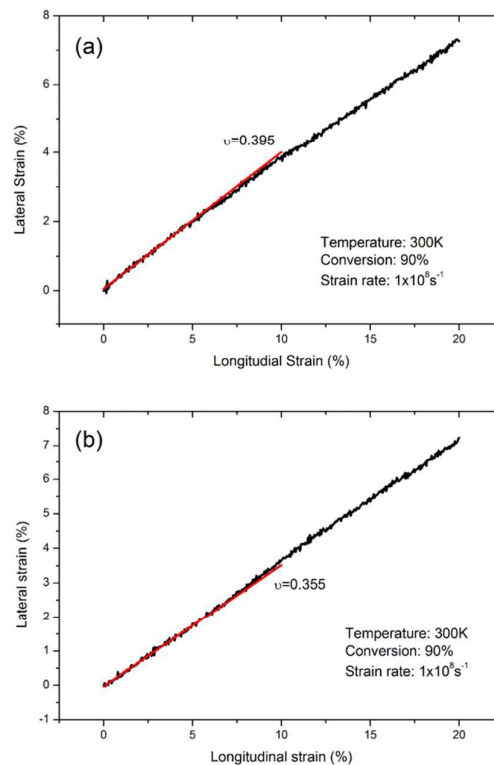 (a)
8
6
4
2
0
Lateral Strain (%)
υ=0.395
Temperature: 300K
Conversion: 90%
Strain rate: 1x10⁸s⁻¹
0 5 10 15 20
Longitudial Strain (%)
(b)
8
7
6
5
4
3
2
1
0
-1
Lateral strain (%)
υ=0.355
Temperature: 300K
Conversion: 90%
Strain rate: 1x10⁸s⁻¹
0 5 10 15 20
Longitudinal strain (%)